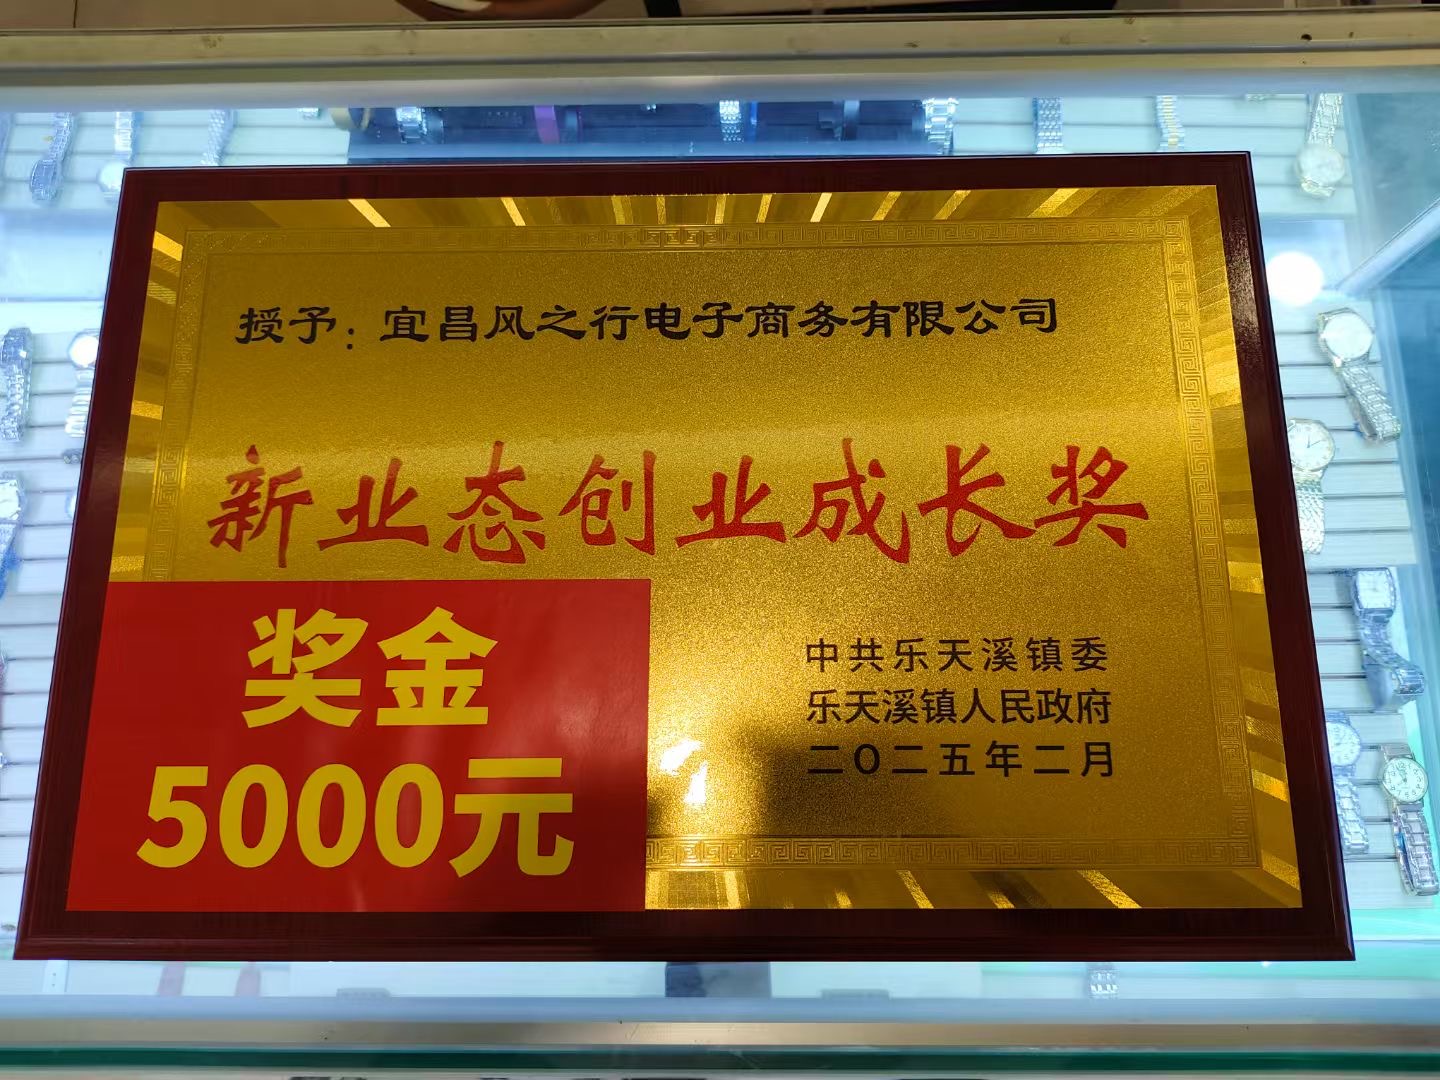 授予：宜昌风之行电子商务有限公司
新业态创业成长奖
奖金
5000元
中共乐天溪镇委
乐天溪镇人民政府
二〇二五年二月